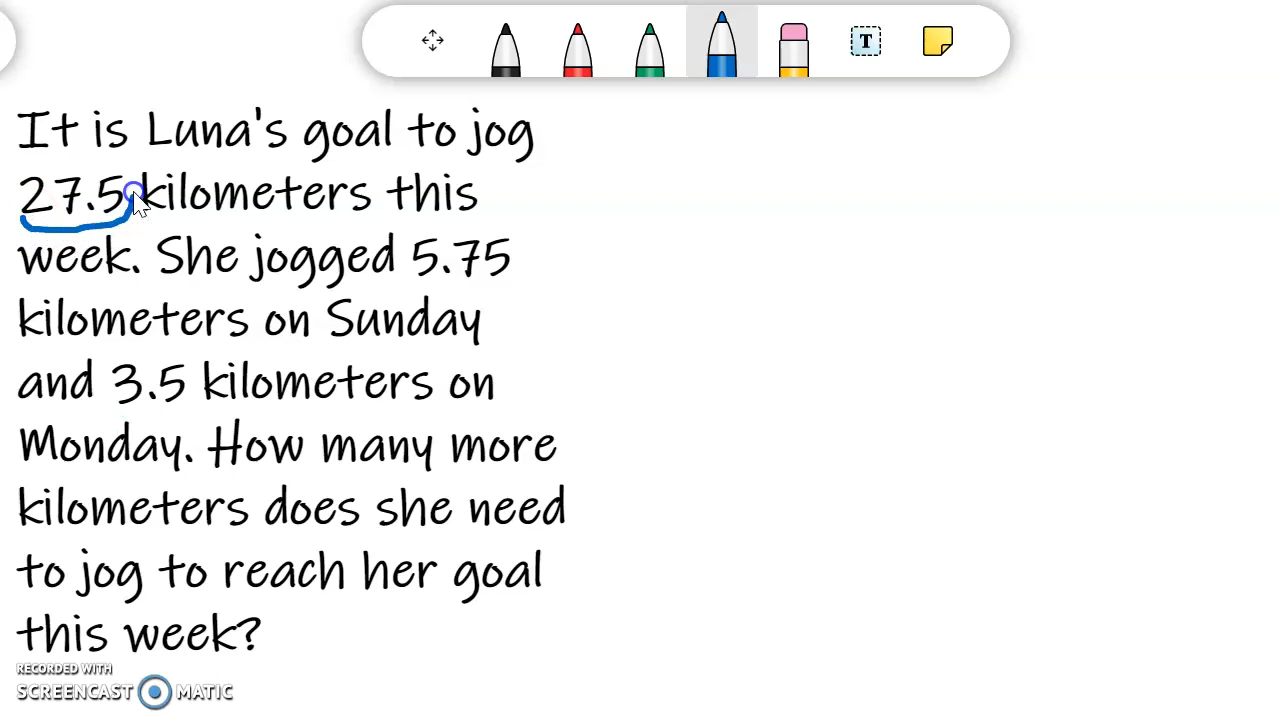 T
It is Luna's goal to jog
27.5 kilometers this
week. She jogged 5.75
kilometers on Sunday
and 3.5 kilometers on
Monday. How many more
kilometers does she need
to jog to reach her goal
this week?
RECORDED WITH
SCREENCAST MATIC